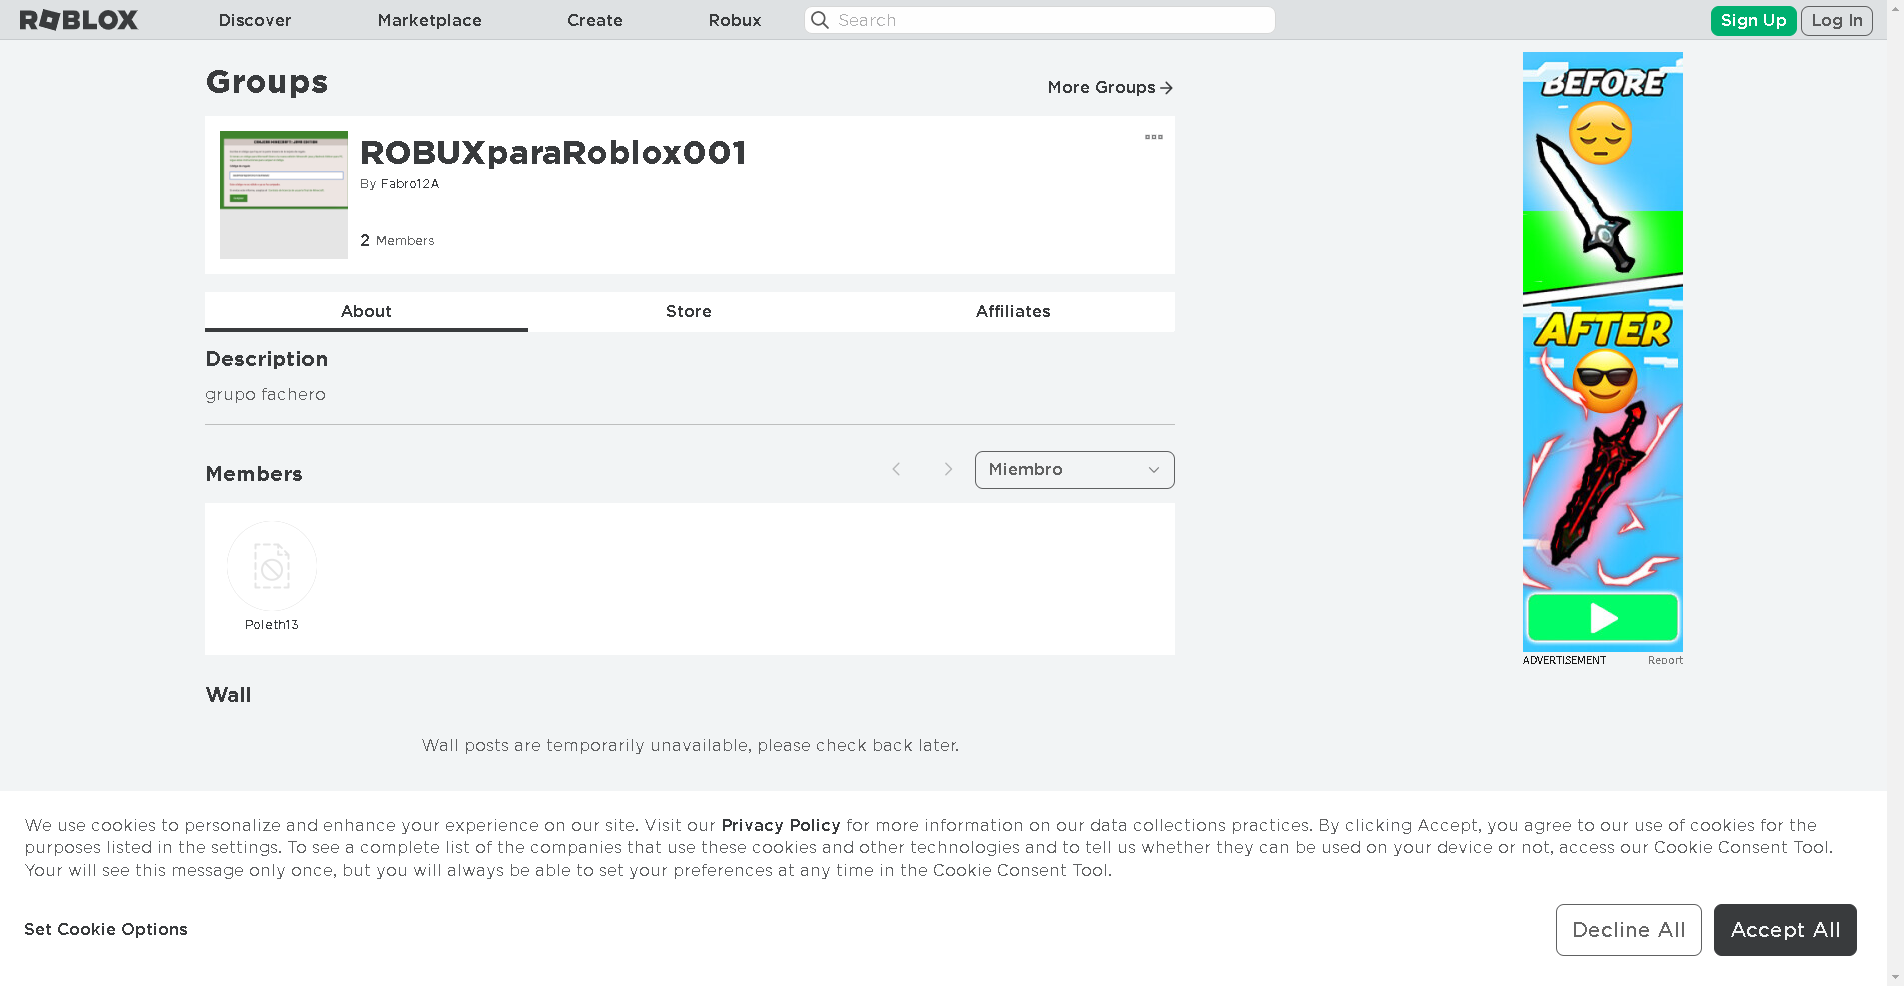 ROBLOX
Discover
Marketplace
Create
Robux
Search
Sign Up
Log In
Groups
More Groups
ROBUXparaRoblox001
By Fabro12A
2 Members
About
Store
Affiliates
Description
grupo fachero
Members
Miembro
Poleth13
Wall
Wall posts are temporarily unavailable, please check back later.
BEFORE
AFTER
ADVERTISEMENT
Report
We use cookies to personalize and enhance your experience on our site. Visit our Privacy Policy for more information on our data collections practices. By clicking Accept, you agree to our use of cookies for the
purposes listed in the settings. To see a complete list of the companies that use these cookies and other technologies and to tell us whether they can be used on your device or not, access our Cookie Consent Tool.
Your will see this message only once, but you will always be able to set your preferences at any time in the Cookie Consent Tool.
Set Cookie Options
Decline All
Accept All